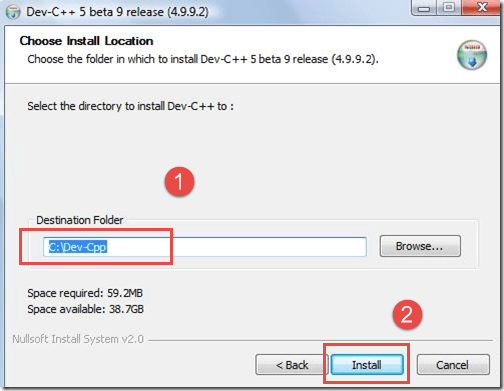 Dev-C++ 5 beta 9 release (4.9.9.2)
Choose Install Location
Choose the folder in which to install Dev-C++ 5 beta 9 release (4.9.9.2).
Select the directory to install Dev-C++ to :
1
Destination Folder
C:\Dev-Cpp
Browse...
Space required: 59.2MB
Space available: 38.7GB
2
Nullsoft Install System v2.0
< Back Install Cancel